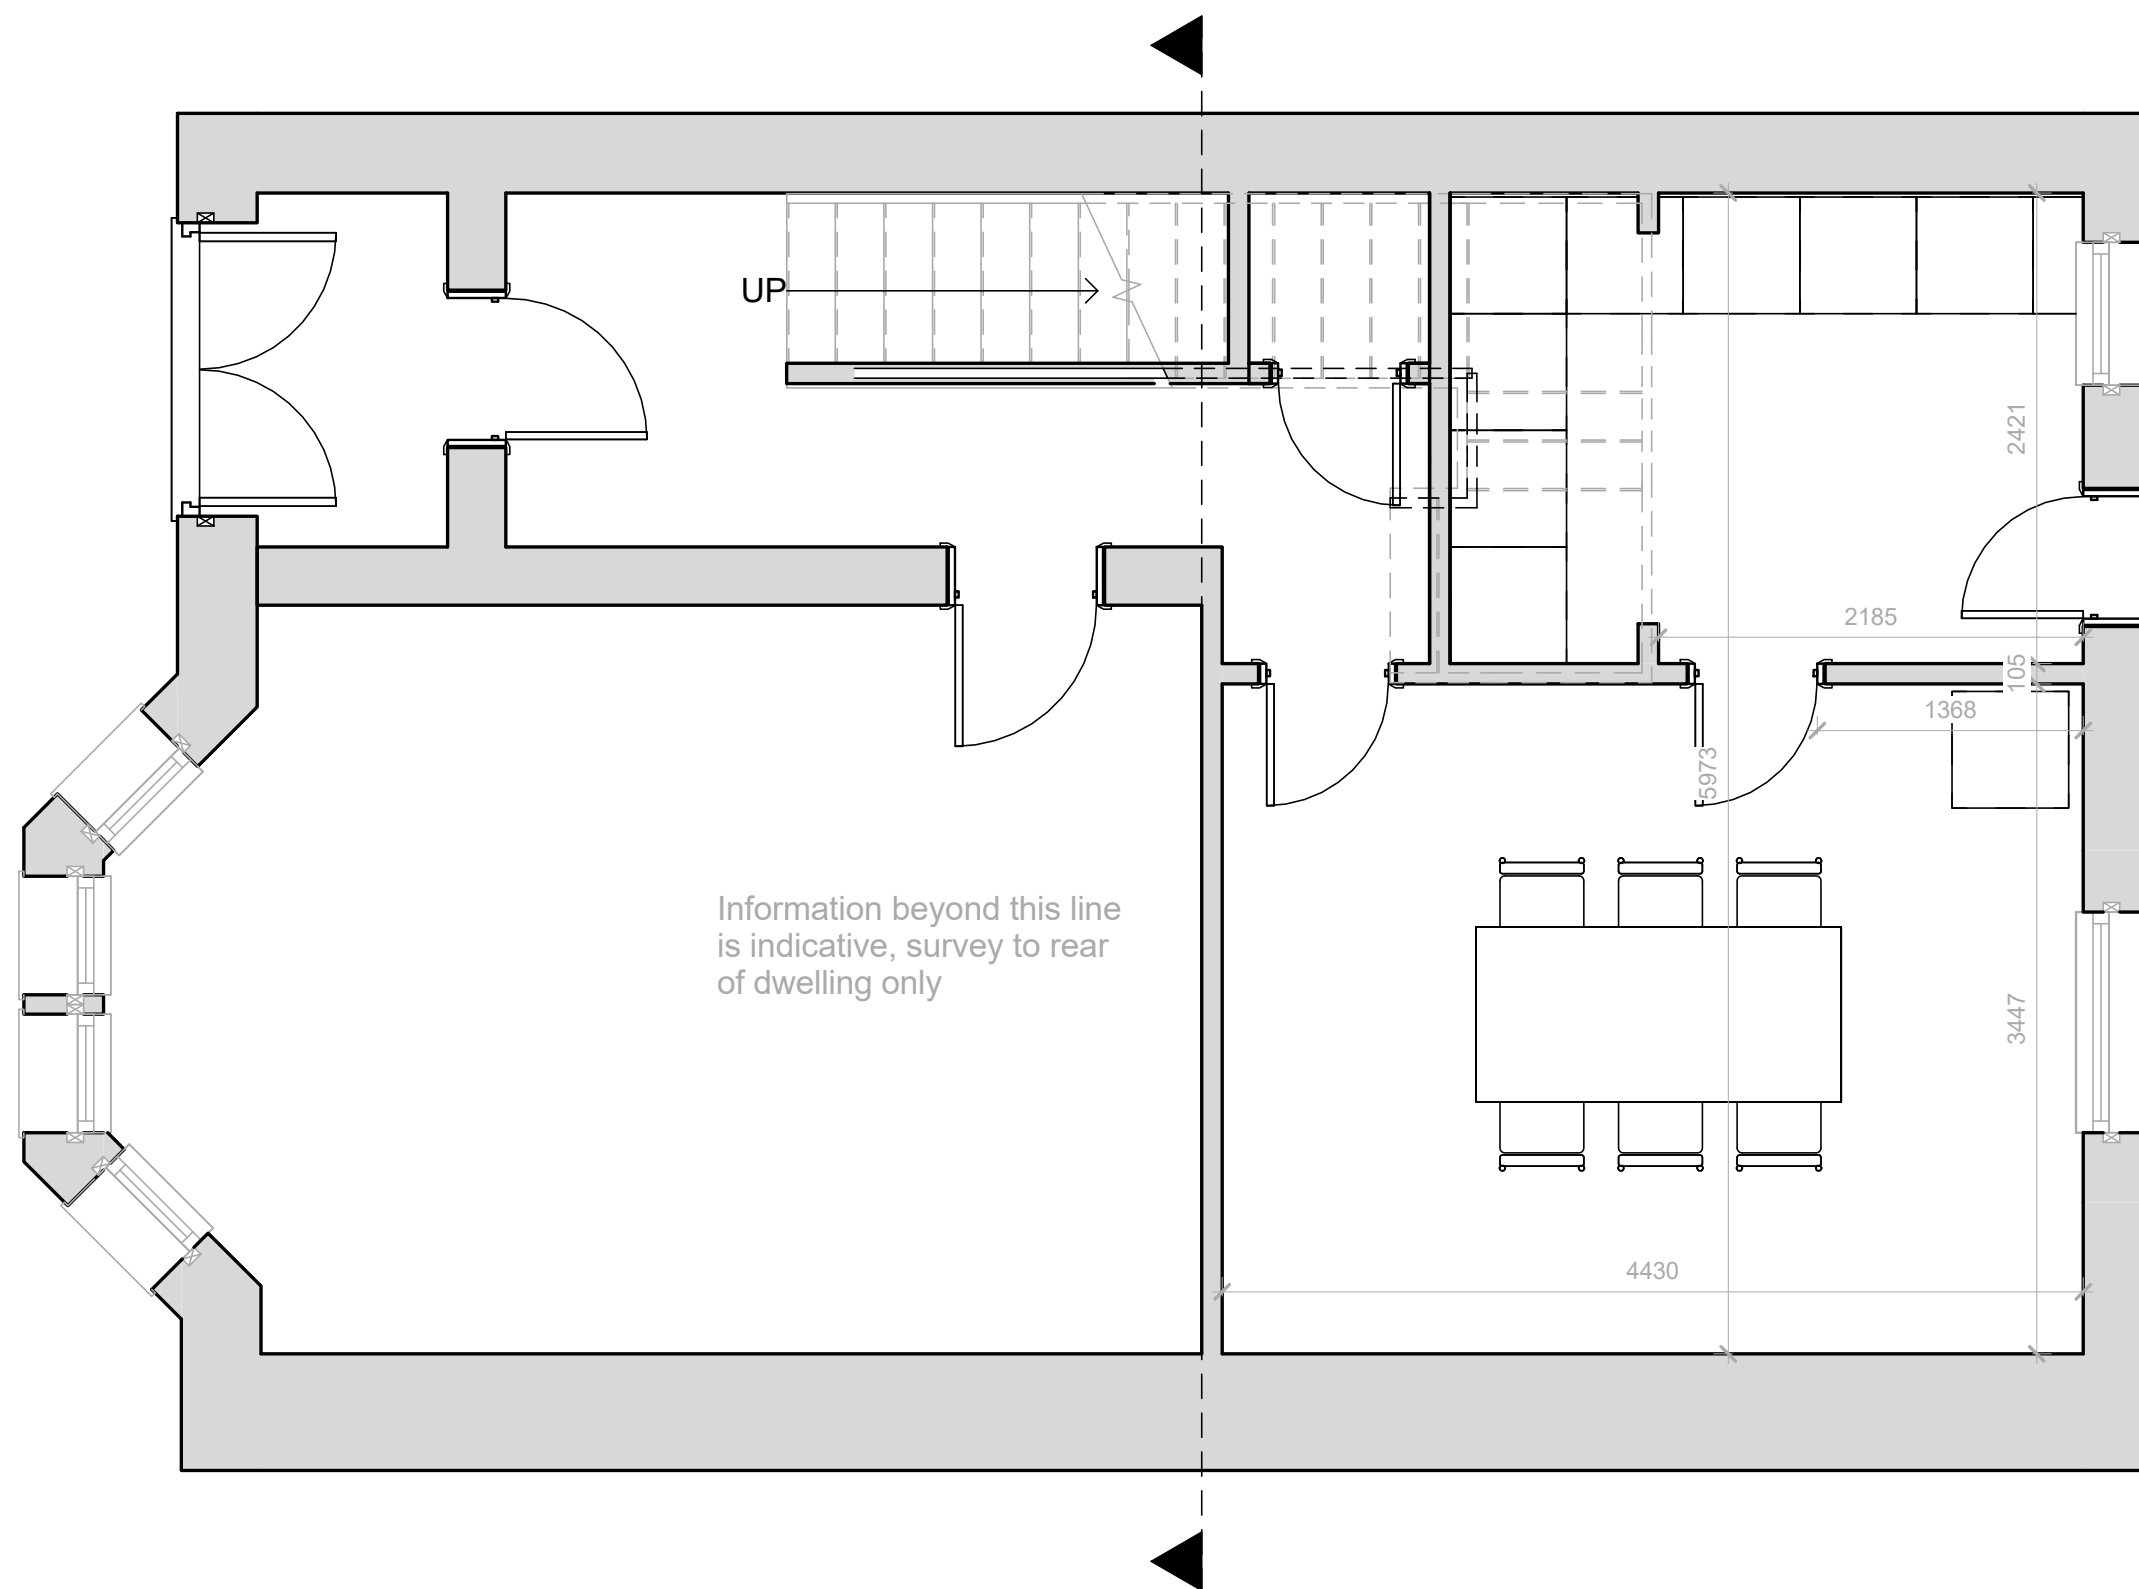 UP
2421
2185
105
1368
5973
Information beyond this line
is indicative, survey to rear
of dwelling only
3447
4430